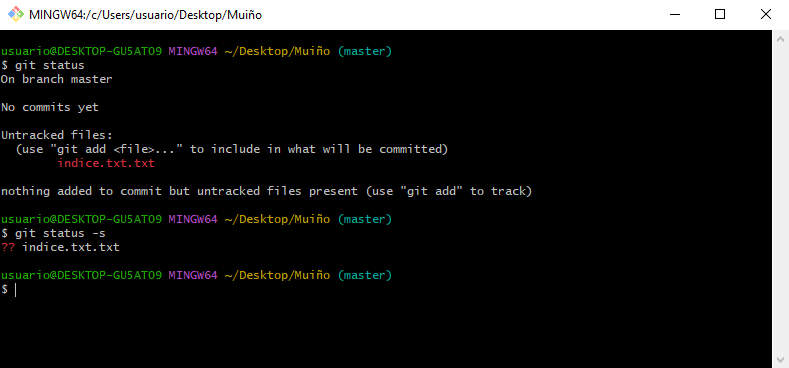 MINGW64:/c/Users/usuario/Desktop/Muiño
usuario@DESKTOP-GU5ATO9 MINGW64 ~/Desktop/Muiño (master)
$ git status
On branch master
No commits yet
Untracked files:
(use "git add <file>..." to include in what will be committed)
indice.txt.txt
nothing added to commit but untracked files present (use "git add" to track)
usuario@DESKTOP-GU5ATO9 MINGW64 ~/Desktop/Muiño (master)
$ git status -s
?? indice.txt.txt
usuario@DESKTOP-GU5ATO9 MINGW64 ~/Desktop/Muiño (master)
$